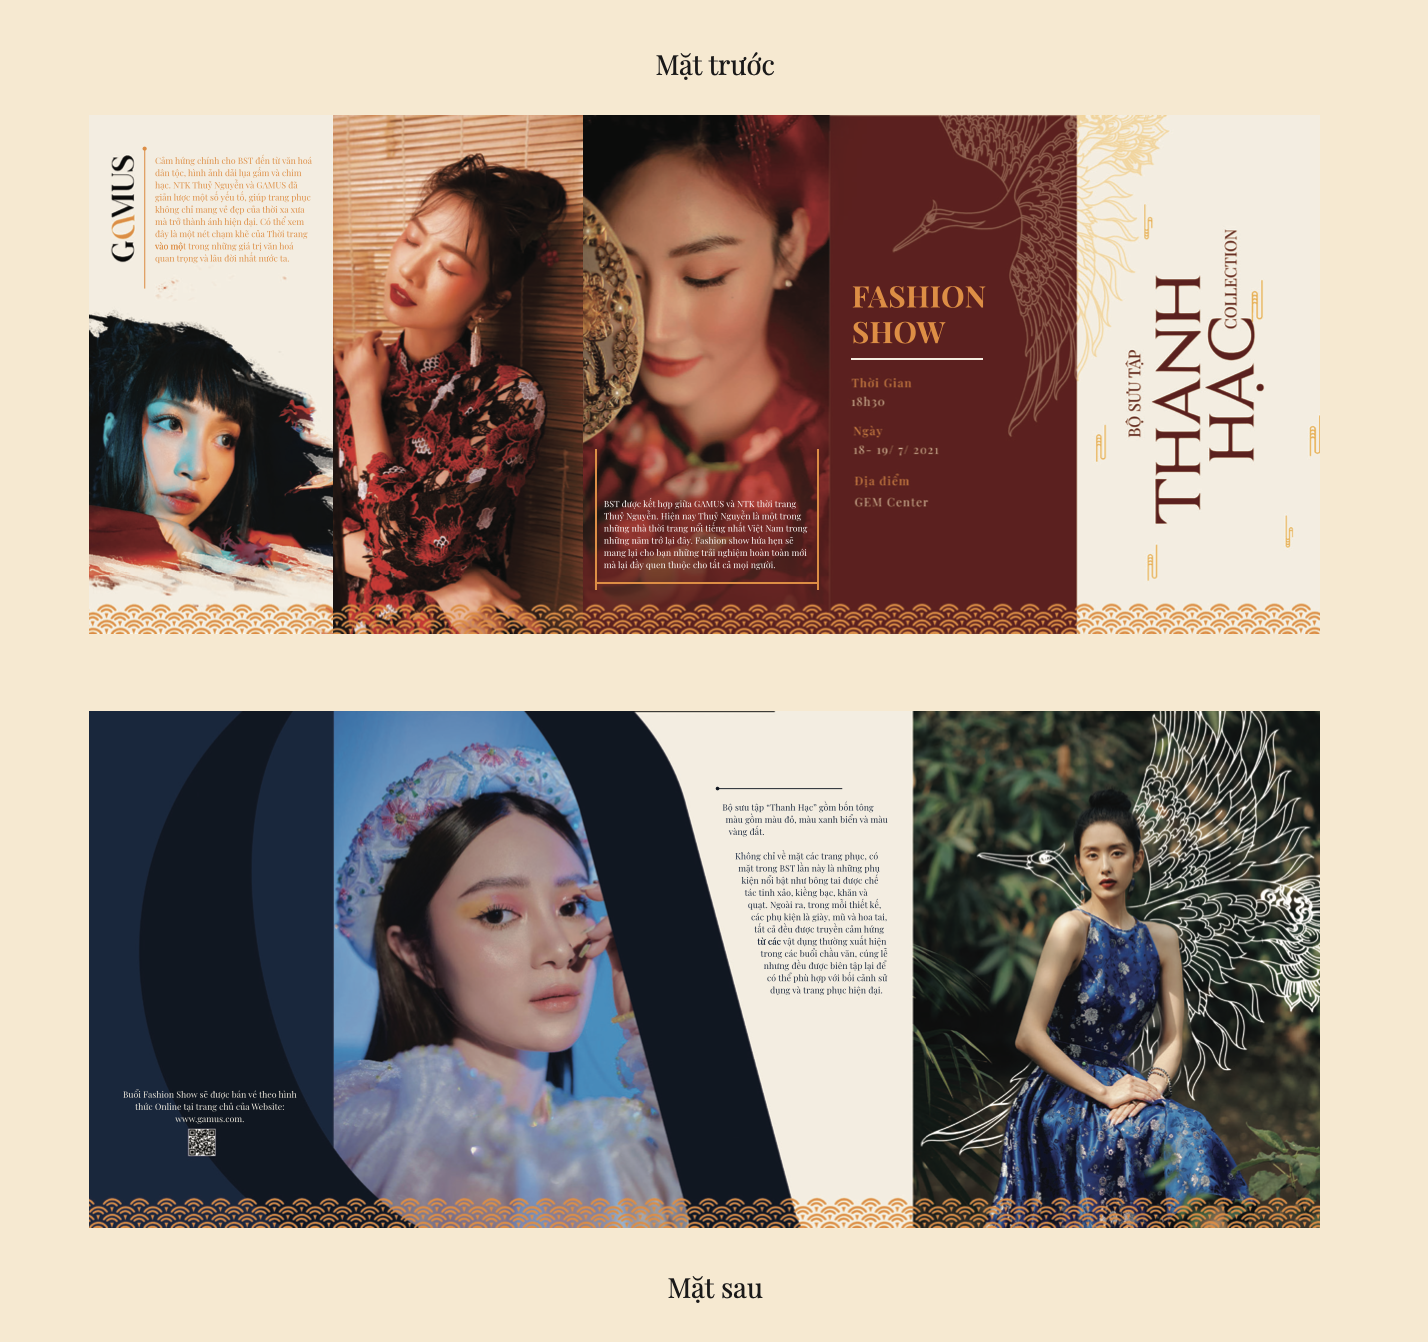 Mặt trước
GAMUS
Cảm hứng chính cho BST đến từ văn hoá
dân tộc, hình ảnh dải lụa gấm và chim
hạc. NTK Thuỷ Nguyễn và GAMUS đã
giản lược một số yếu tố, giúp trang phục
không chỉ mang vẻ đẹp của thời xa xưa
mà trở thành ánh hiện đại. Có thể xem
đây là một nét chạm khẽ của Thời trang
vào một trong những giá trị văn hoá
quan trọng và lâu đời nhất nước ta.
BST được kết hợp giữa GAMUS và NTK thời trang
Thuỷ Nguyễn. Hiện nay Thuỷ Nguyễn là một trong
những nhà thời trang nổi tiếng nhất Việt Nam trong
những năm trở lại đây. Fashion show hứa hẹn sẽ
mang lại cho bạn những trải nghiệm hoàn toàn mới
mà lại đầy quen thuộc cho tất cả mọi người.
FASHION
SHOW
Thời Gian
18h30
Ngày
18- 19/ 7/ 2021
Địa điểm
GEM Center
BỘ SƯU TẬP
THANH
HẠC
COLLECTION
Buổi Fashion Show sẽ được bán vé theo hình
thức Online tại trang chủ của Website:
www.gamus.com.
Bộ sưu tập “Thanh Hạc” gồm bốn tông
màu gồm màu đỏ, màu xanh biển và màu
vàng đất.
Không chỉ về mặt các trang phục, có
mặt trong BST lần này là những phụ
kiện nổi bật như bông tai được chế
tác tinh xảo, kiềng bạc, khăn và
quạt. Ngoài ra, trong mỗi thiết kế,
các phụ kiện là giày, mũ và hoa tai,
tất cả đều được truyền cảm hứng
từ các vật dụng thường xuất hiện
trong các buổi chầu văn, cúng lễ
nhưng đều được biên tập lại để
có thể phù hợp với bối cảnh sử
dụng và trang phục hiện đại.
Mặt sau